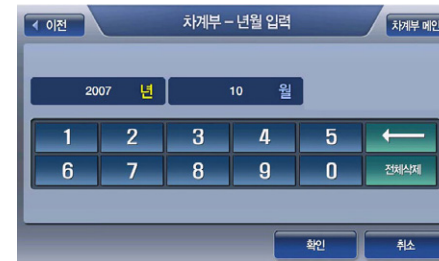 이전
차계부 – 년월 입력
차계부 메인
2007 년
10 월
1 2 3 4 5
6 7 8 9 0 전체삭제
확인 취소